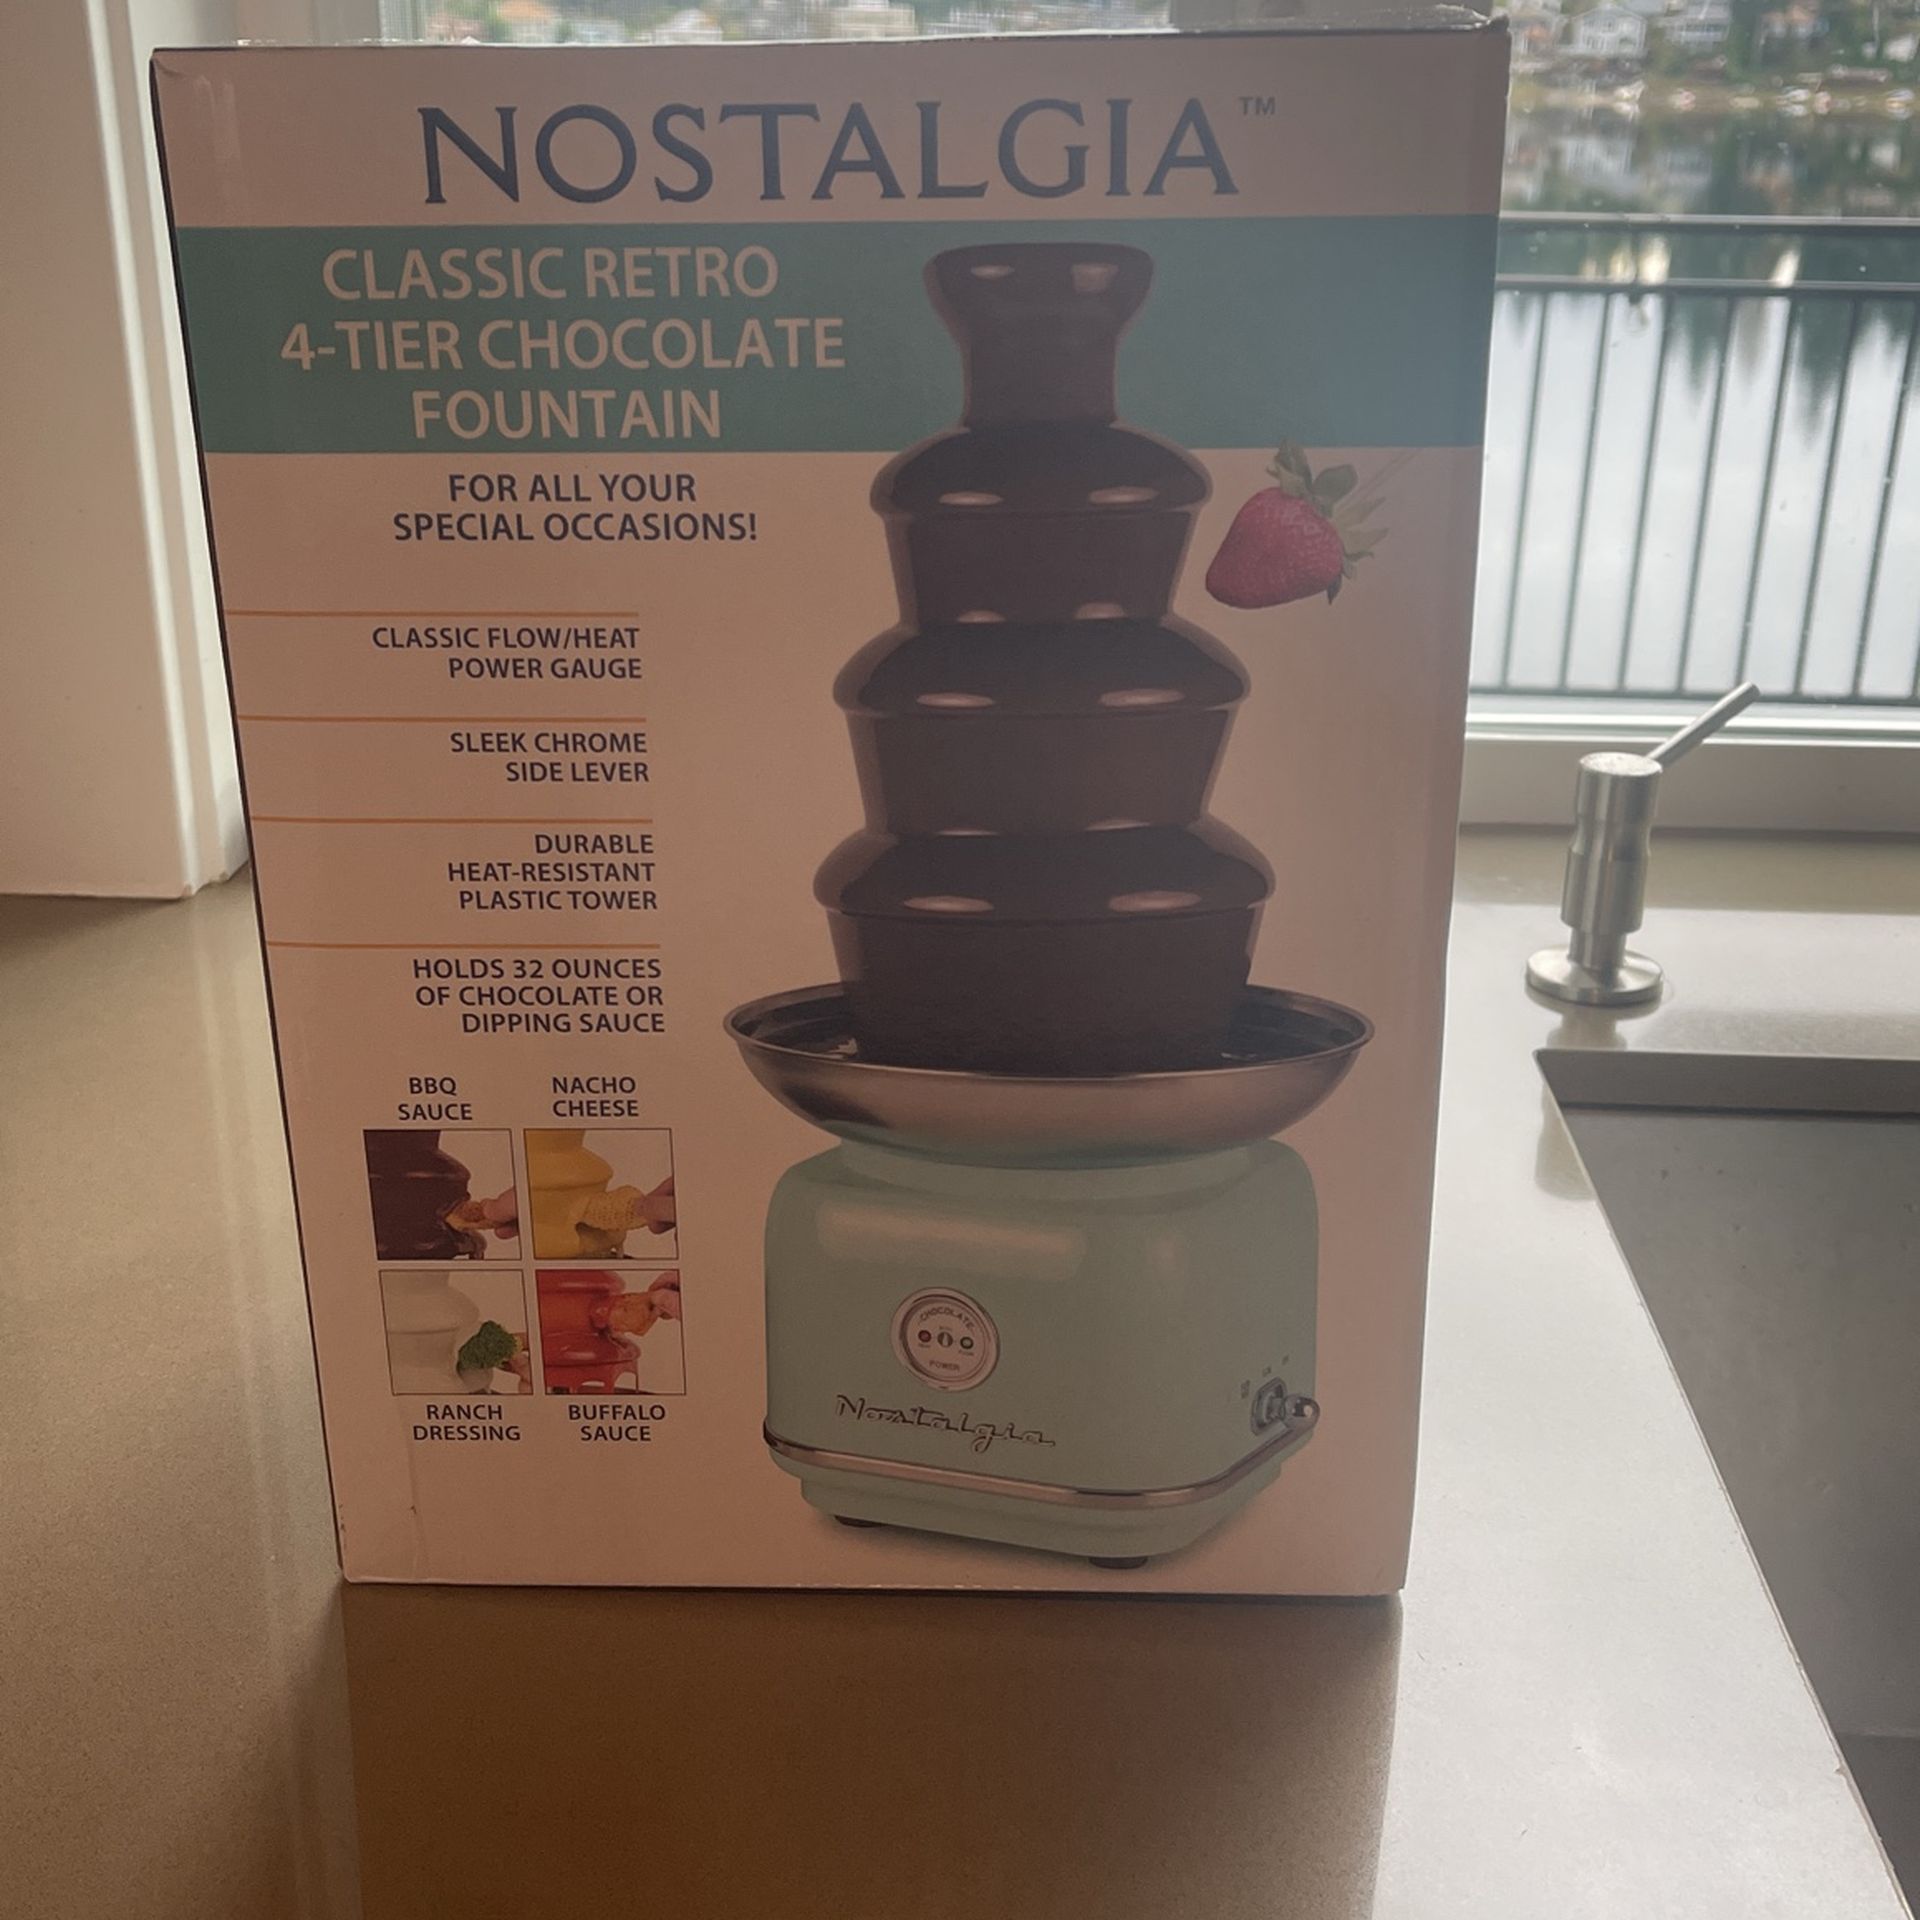 NOSTALGIA™
CLASSIC RETRO
4-TIER CHOCOLATE
FOUNTAIN
FOR ALL YOUR
SPECIAL OCCASIONS!
CLASSIC FLOW/HEAT
POWER GAUGE
SLEEK CHROME
SIDE LEVER
DURABLE
HEAT-RESISTANT
PLASTIC TOWER
HOLDS 32 OUNCES
OF CHOCOLATE OR
DIPPING SAUCE
BBQ
SAUCE
NACHO
CHEESE
RANCH
DRESSING
BUFFALO
SAUCE
CHOCOLATE
POWER
Nostalgia